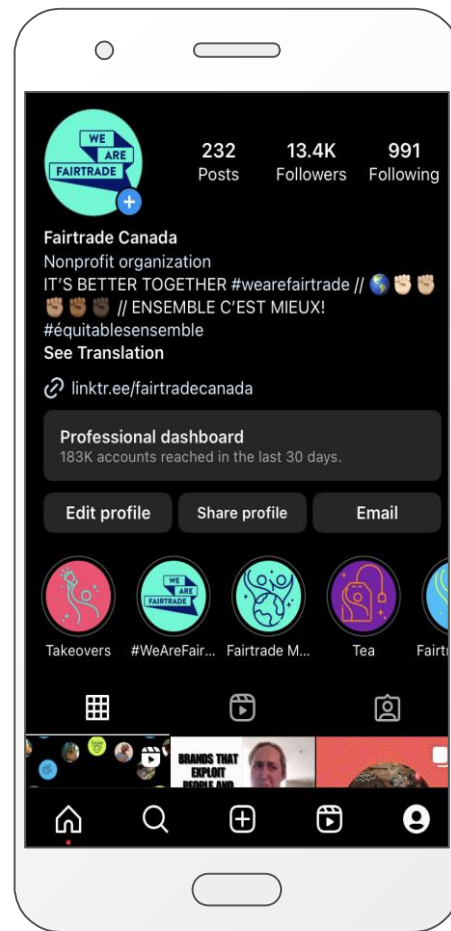 WE
ARE
FAIRTRADE
232 13.4K 991
Posts Followers Following
Fairtrade Canada
Nonprofit organization
IT'S BETTER TOGETHER #wearefairtrade // 🌎✊🏻✊🏼
✊🏽✊🏾✊🏿 // ENSEMBLE C'EST MIEUX!
#équitablesensemble
See Translation
linktr.ee/fairtradecanada
Professional dashboard
183K accounts reached in the last 30 days.
Edit profile Share profile Email
WE
ARE
FAIRTRADE
Takeovers #WeAreFair... Fairtrade M... Tea Fairt
BRANDS THAT
EXPLOIT
PEOPLE AND